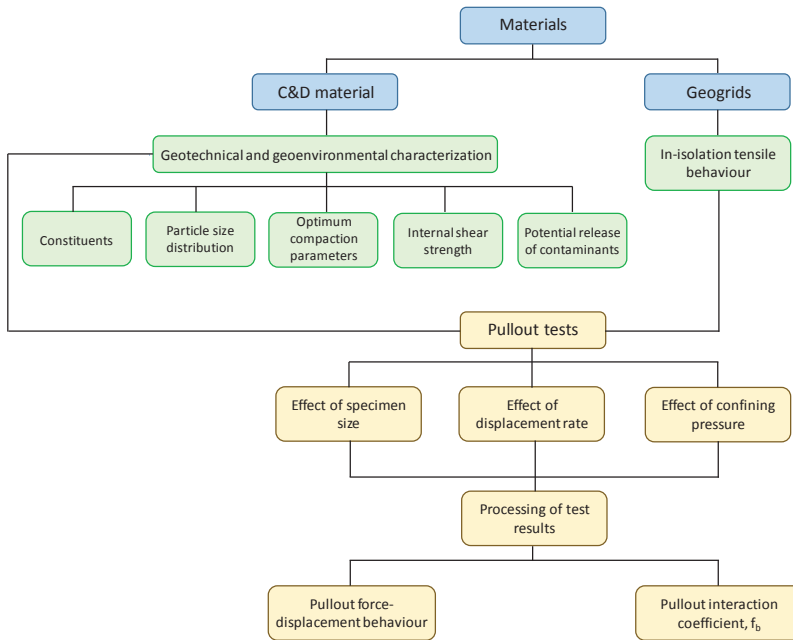 Materials
C&D material
Geogrids
Geotechnical and geoenvironmental characterization
In-isolation tensile
behaviour
Constituents
Particle size
distribution
Optimum
compaction
parameters
Internal shear
strength
Potential release
of contaminants
Pullout tests
Effect of specimen
size
Effect of
displacement rate
Effect of confining
pressure
Processing of test
results
Pullout force-
displacement behaviour
Pullout interaction
coefficient, fb